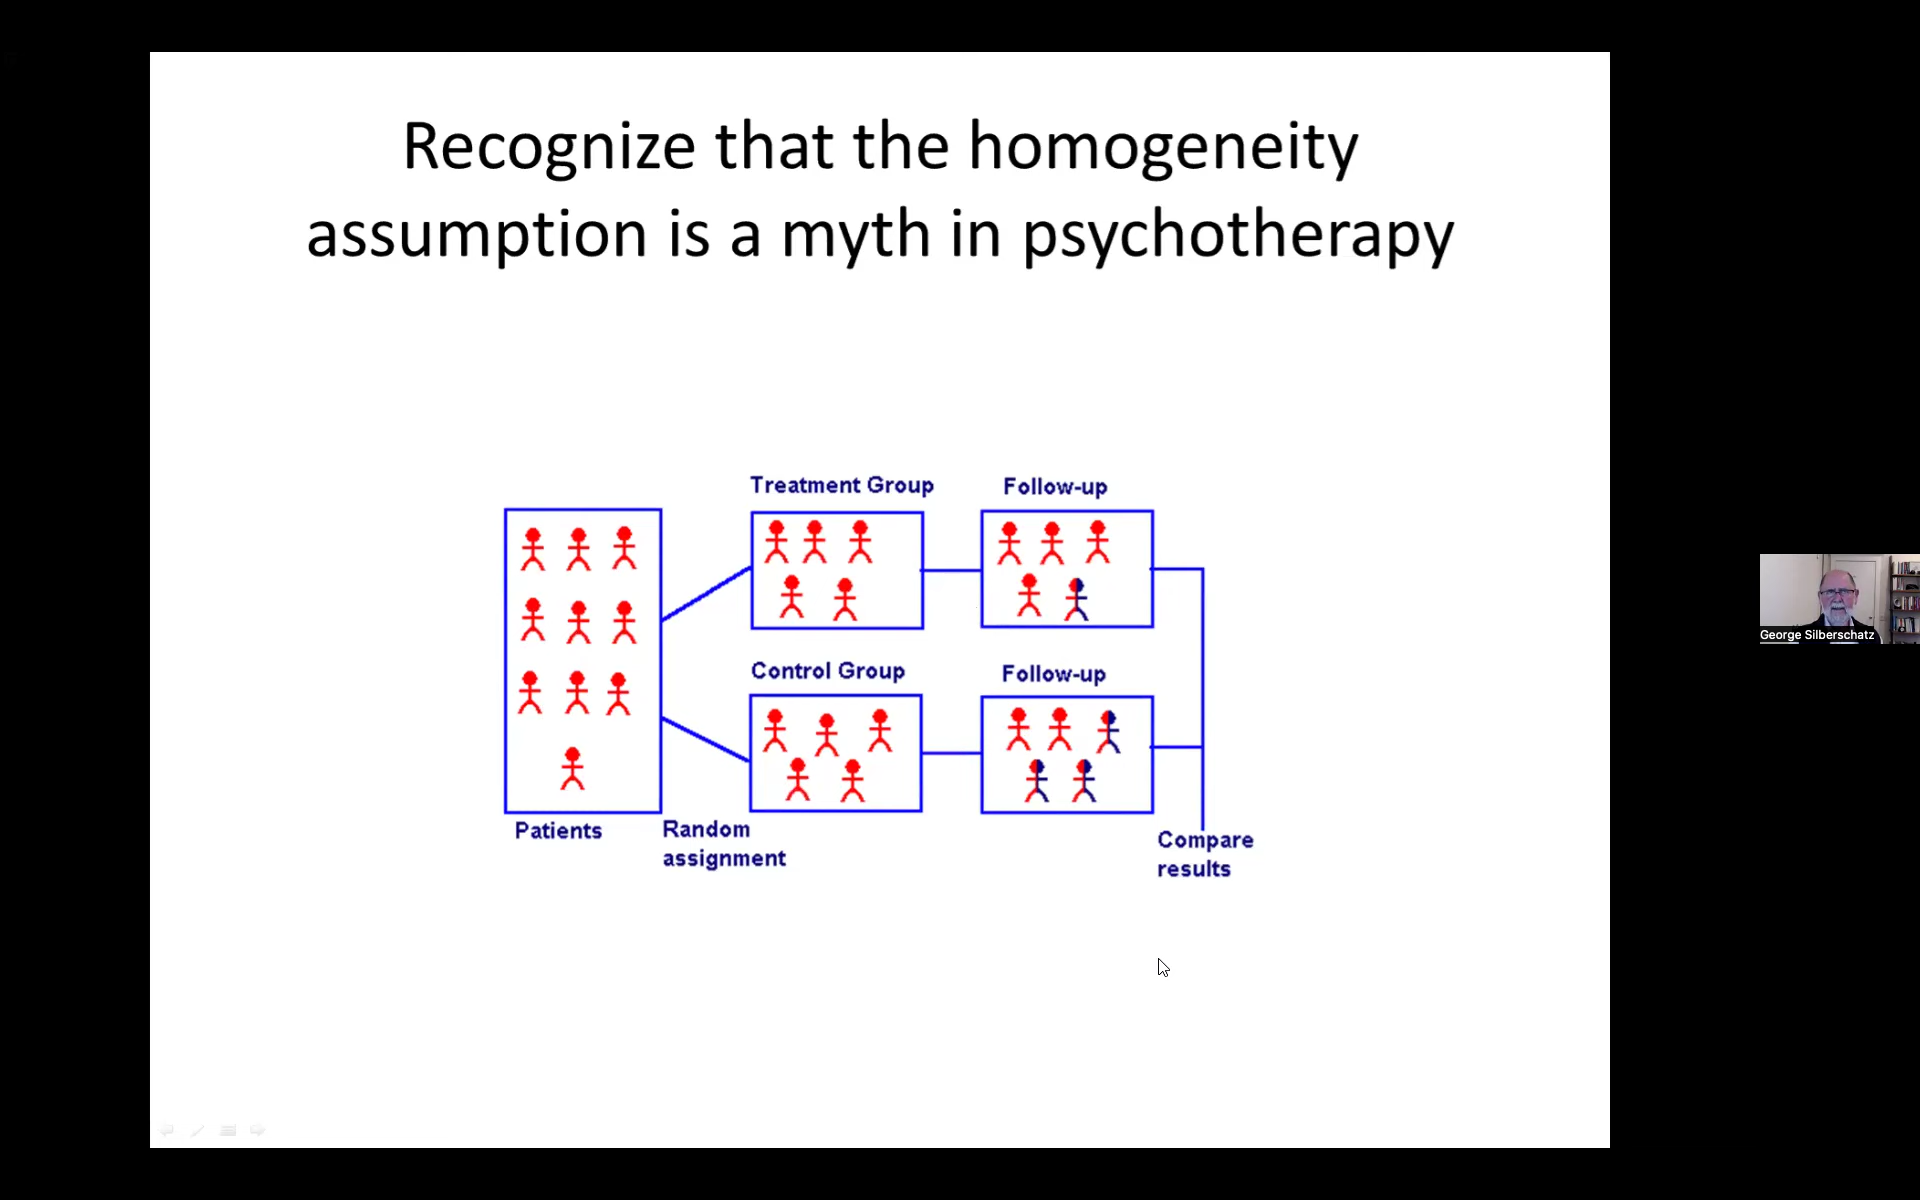 Recognize that the homogeneity
assumption is a myth in psychotherapy
Treatment Group
Follow-up
Control Group
Follow-up
Patients
Random
assignment
Compare
results
George Silberschatz